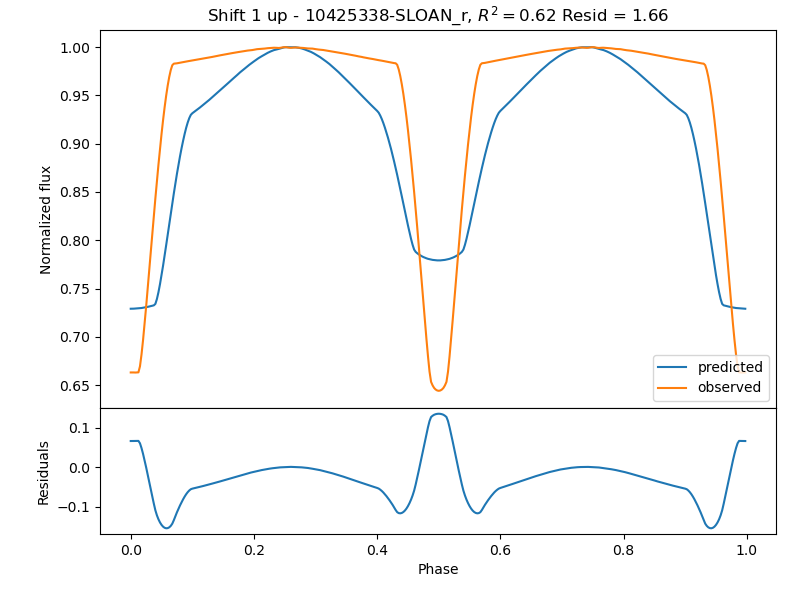 Shift 1 up - 10425338-SLOAN_r, R² = 0.62 Resid = 1.66
1.00
0.95
0.90
0.85
0.80
0.75
0.70
0.65
Normalized flux
predicted
observed
0.1
0.0
−0.1
Residuals
0.0 0.2 0.4 0.6 0.8 1.0
Phase